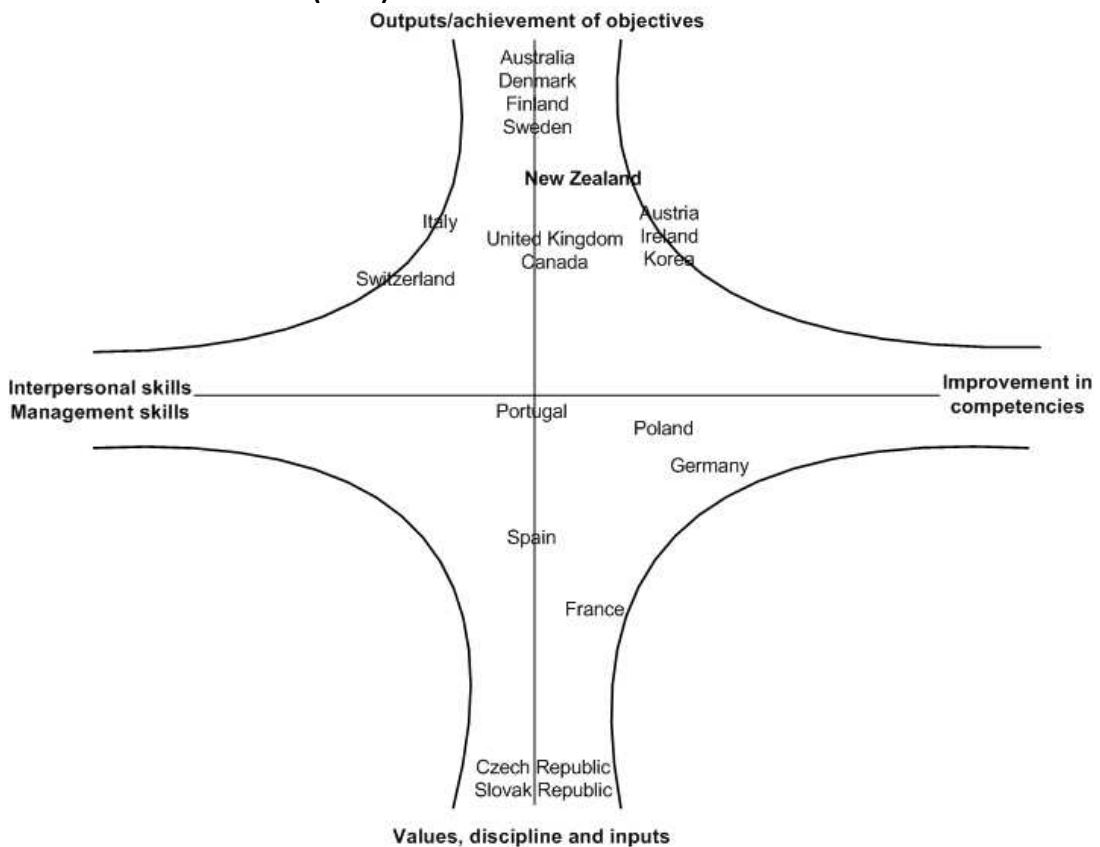 Outputs/achievement of objectives
Australia
Denmark
Finland
Sweden
New Zealand
Italy
Austria
United Kingdom
Ireland
Canada
Korea
Switzerland
Interpersonal skills
Management skills
Improvement in
competencies
Portugal
Poland
Germany
Spain
France
Czech Republic
Slovak Republic
Values, discipline and inputs